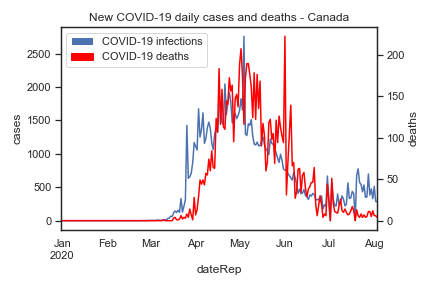 New COVID-19 daily cases and deaths - Canada
COVID-19 infections
COVID-19 deaths
2500
2000
1500
1000
500
0
cases
200
150
100
50
0
deaths
Jan Feb Mar Apr May Jun Jul Aug
2020
dateRep